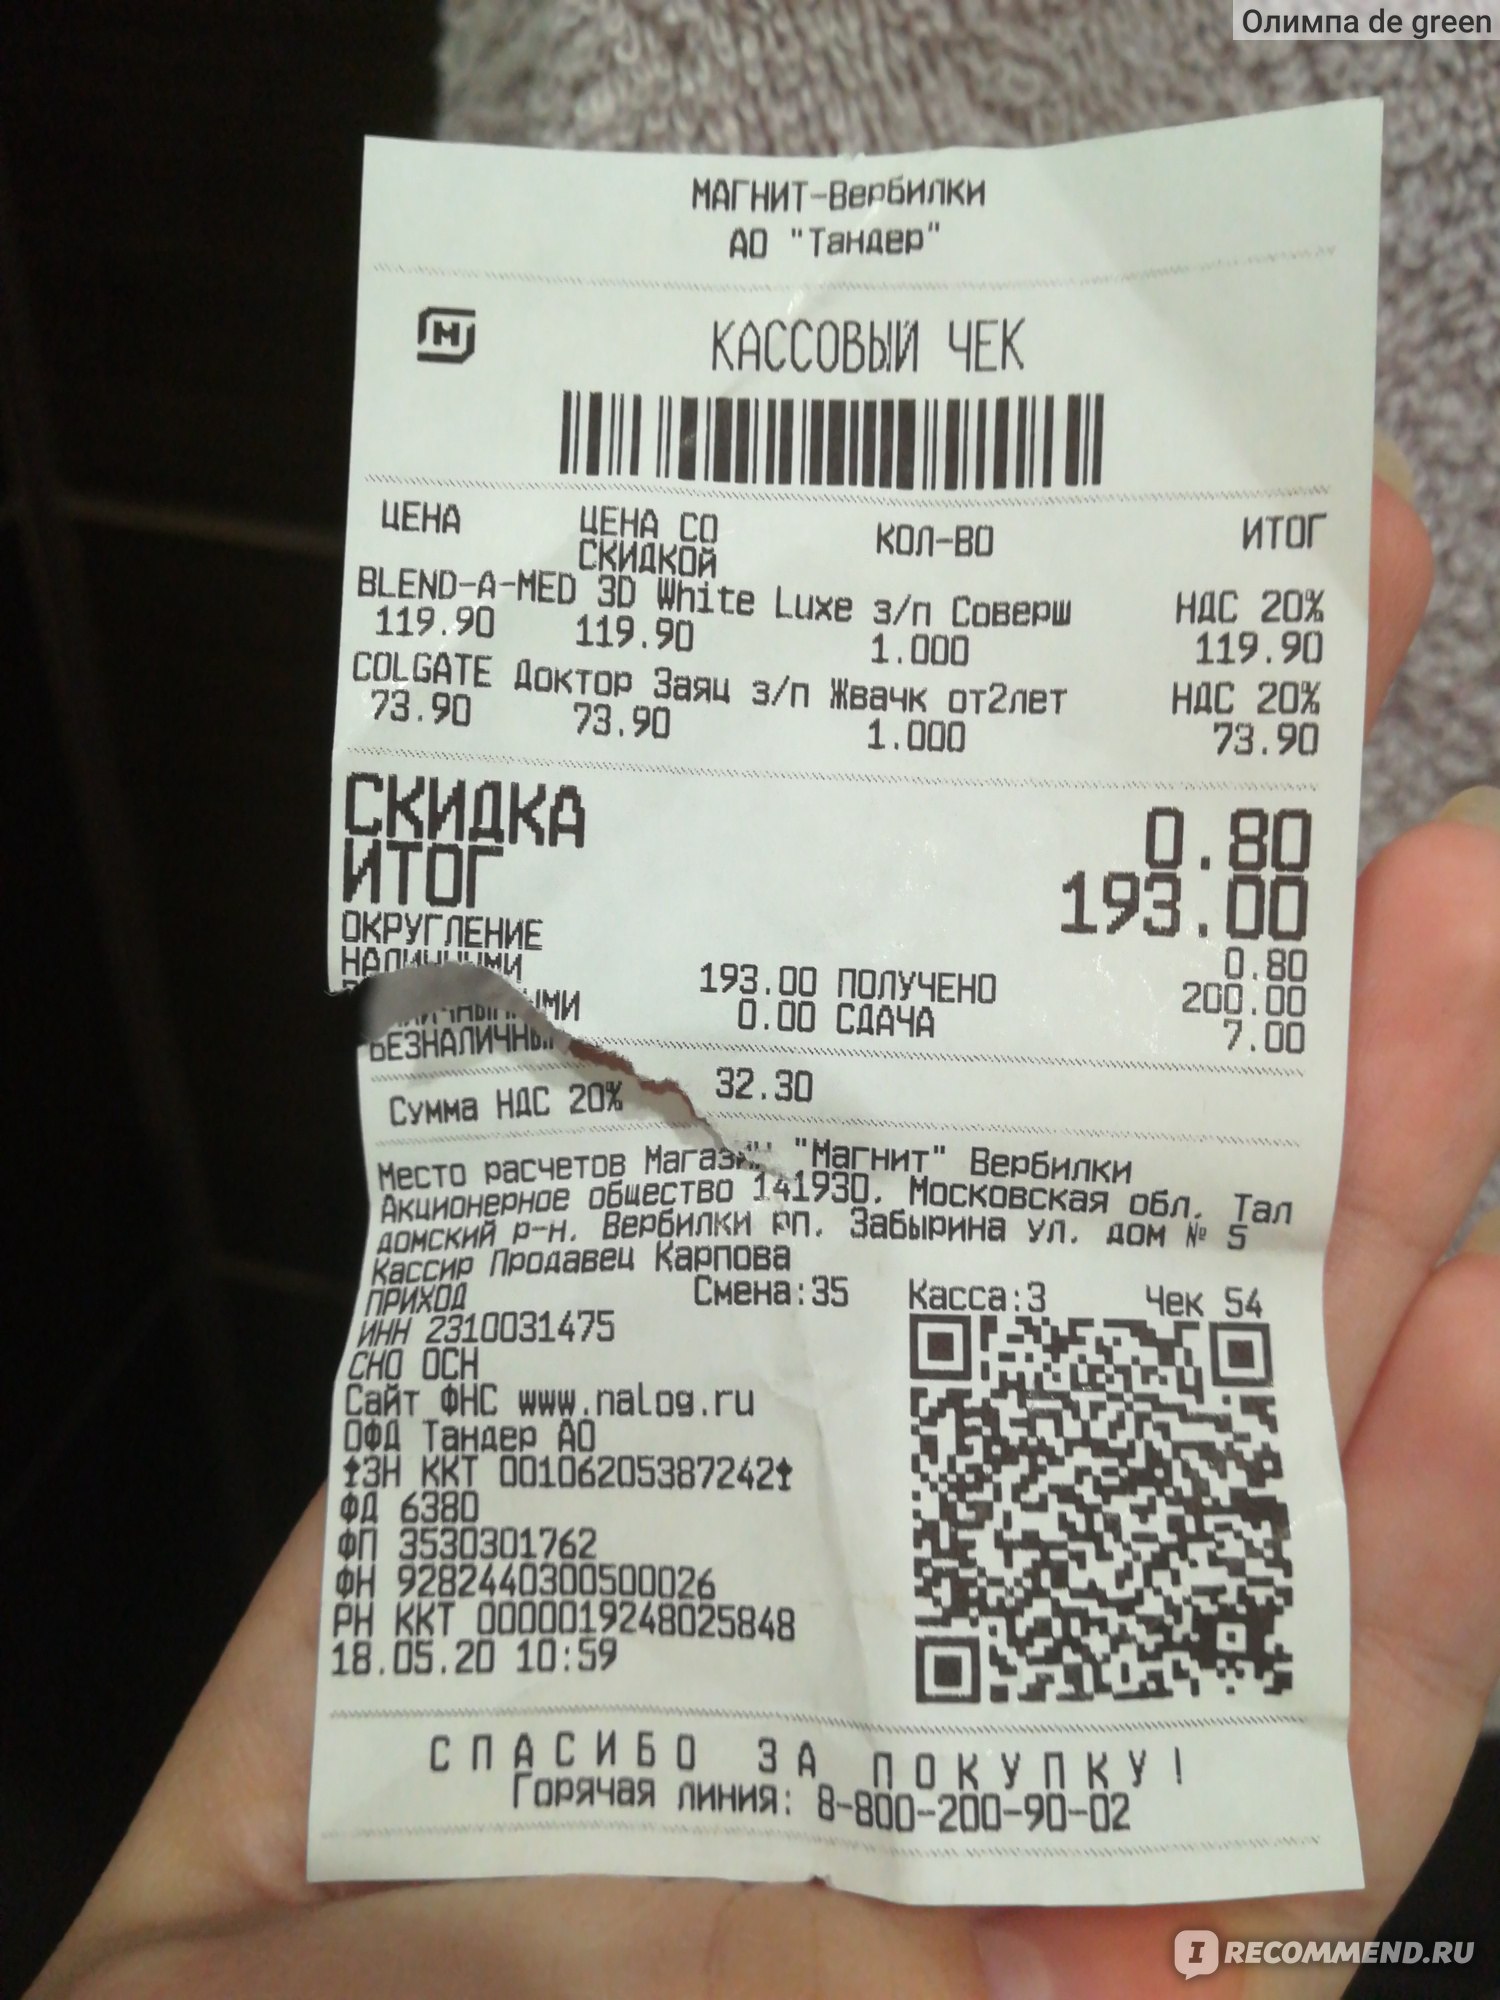 Олимпа de green
МАГНИТ-Вербилки
АО "Тандер"
М
КАССОВЫЙ ЧЕК
ЦЕНА ЦЕНА СО СКИДКОЙ КОЛ-ВО ИТОГ
BLEND-A-MED 3D White Luxe з/п Соверш НДС 20%
119.90 119.90 1.000 119.90
COLGATE Доктор Заяц з/п Жвачк от2лет НДС 20%
73.90 73.90 1.000 73.90
СКИДКА 0.80
ИТОГ 193.00
ОКРУГЛЕНИЕ 0.80
НАЛИЧНЫМИ 193.00 ПОЛУЧЕНО 200.00
0.00 СДАЧА 7.00
БЕЗНАЛИЧНЫ
Сумма НДС 20% 32.30
Место расчетов Магазин "Магнит" Вербилки
Акционерное общество 141930, Московская обл, Тал
домский р-н, Вербилки рп, Забырина ул, дом № 5
Кассир Продавец Карпова
ПРИХОД Смена:35 Касса:3 Чек 54
ИНН 2310031475
СНО ОСН
Сайт ФНС www.nalog.ru
ОФД Тандер АО
ЗН ККТ 00106205387242
ФД 6380
ФП 3530301762
ФН 9282440300500026
РН ККТ 0000019248025848
18.05.20 10:59
СПАСИБО ЗА ПОКУПКУ!
Горячая линия: 8-800-200-90-02
I RECOMMEND.RU